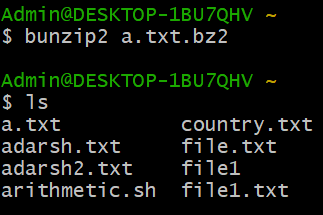 Admin@DESKTOP-1BU7QHV ~
$ bunzip2 a.txt.bz2
Admin@DESKTOP-1BU7QHV ~
$ ls
a.txt country.txt
adarsh.txt file.txt
adarsh2.txt file1
arithmetic.sh file1.txt